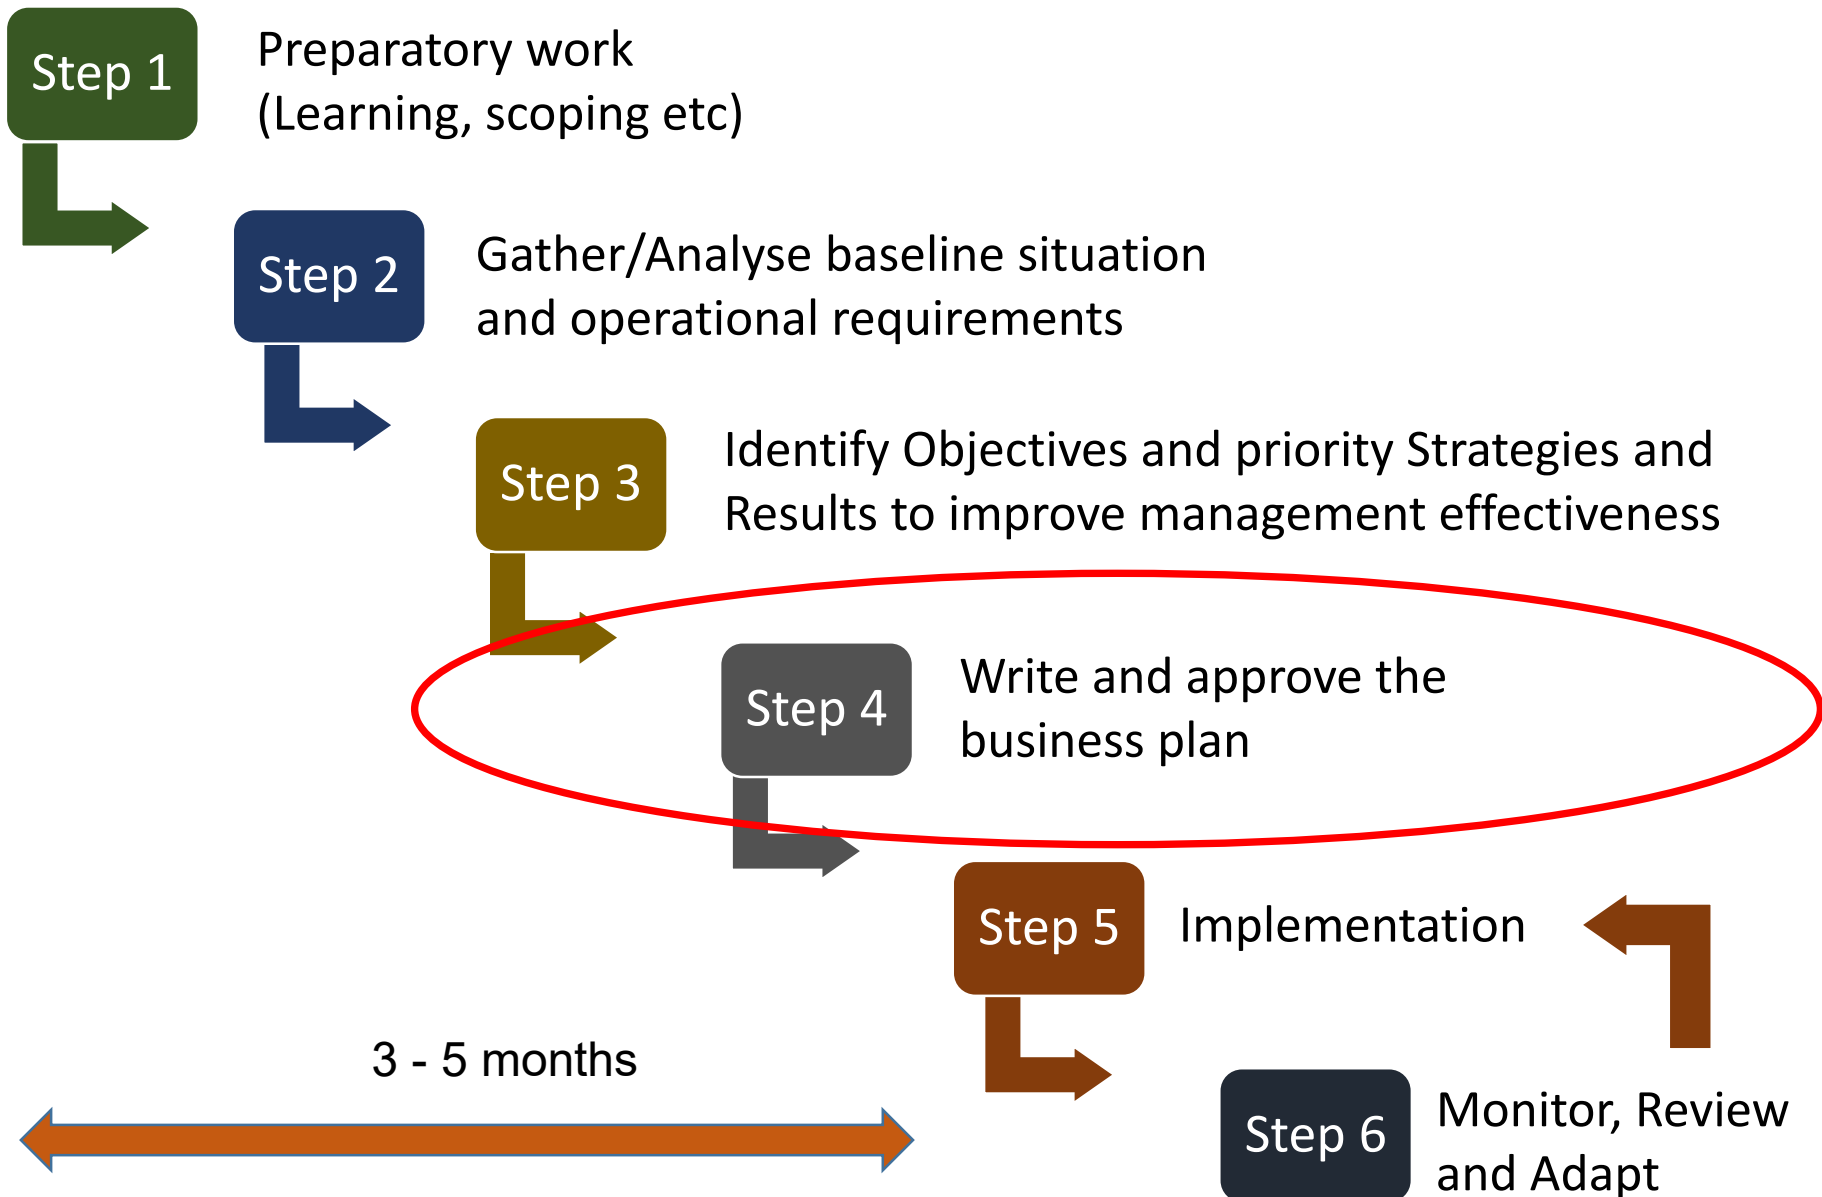 Step 1
Preparatory work
(Learning, scoping etc)
Step 2
Gather/Analyse baseline situation
and operational requirements
Step 3
Identify Objectives and priority Strategies and
Results to improve management effectiveness
Step 4
Write and approve the
business plan
Step 5
Implementation
3 - 5 months
Step 6
Monitor, Review
and Adapt